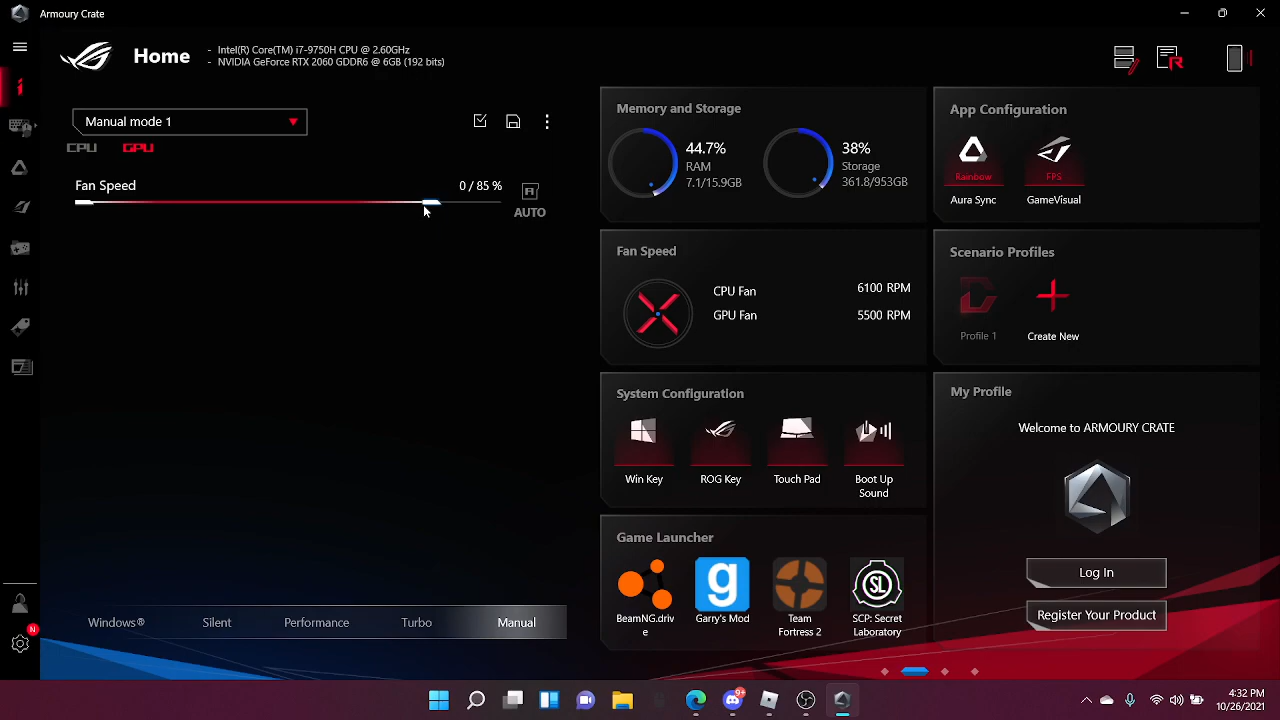 Armoury Crate
Home
- Intel(R) Core(TM) i7-9750H CPU @ 2.60GHz
- NVIDIA GeForce RTX 2060 GDDR6 @ 6GB (192 bits)
Manual mode 1
CPU GPU
Fan Speed 0 / 85 %
A
AUTO
Memory and Storage
44.7%
RAM
7.1/15.9GB
38%
Storage
361.8/953GB
App Configuration
Rainbow
Aura Sync
FPS
GameVisual
Fan Speed
CPU Fan 6100 RPM
GPU Fan 5500 RPM
Scenario Profiles
Profile 1
Create New
System Configuration
Win Key
ROG Key
Touch Pad
Boot Up
Sound
My Profile
Welcome to ARMOURY CRATE
Log In
Register Your Product
Game Launcher
BeamNG.driv
e
g
Garry's Mod
Team
Fortress 2
SL
SCP: Secret
Laboratory
Windows® Silent Performance Turbo Manual
N
9+
4:32 PM
10/26/2021